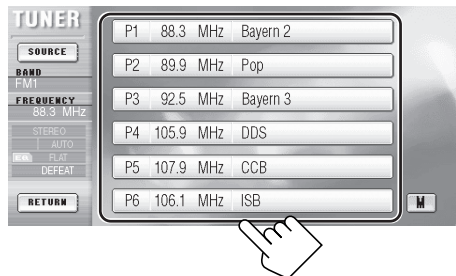 TUNER
SOURCE
BAND
FM1
FREQUENCY
88.3 MHz
STEREO
AUTO
EQ FLAT
DEFEAT
RETURN
P1 88.3 MHz Bayern 2
P2 89.9 MHz Pop
P3 92.5 MHz Bayern 3
P4 105.9 MHz DDS
P5 107.9 MHz CCB
P6 106.1 MHz ISB
M